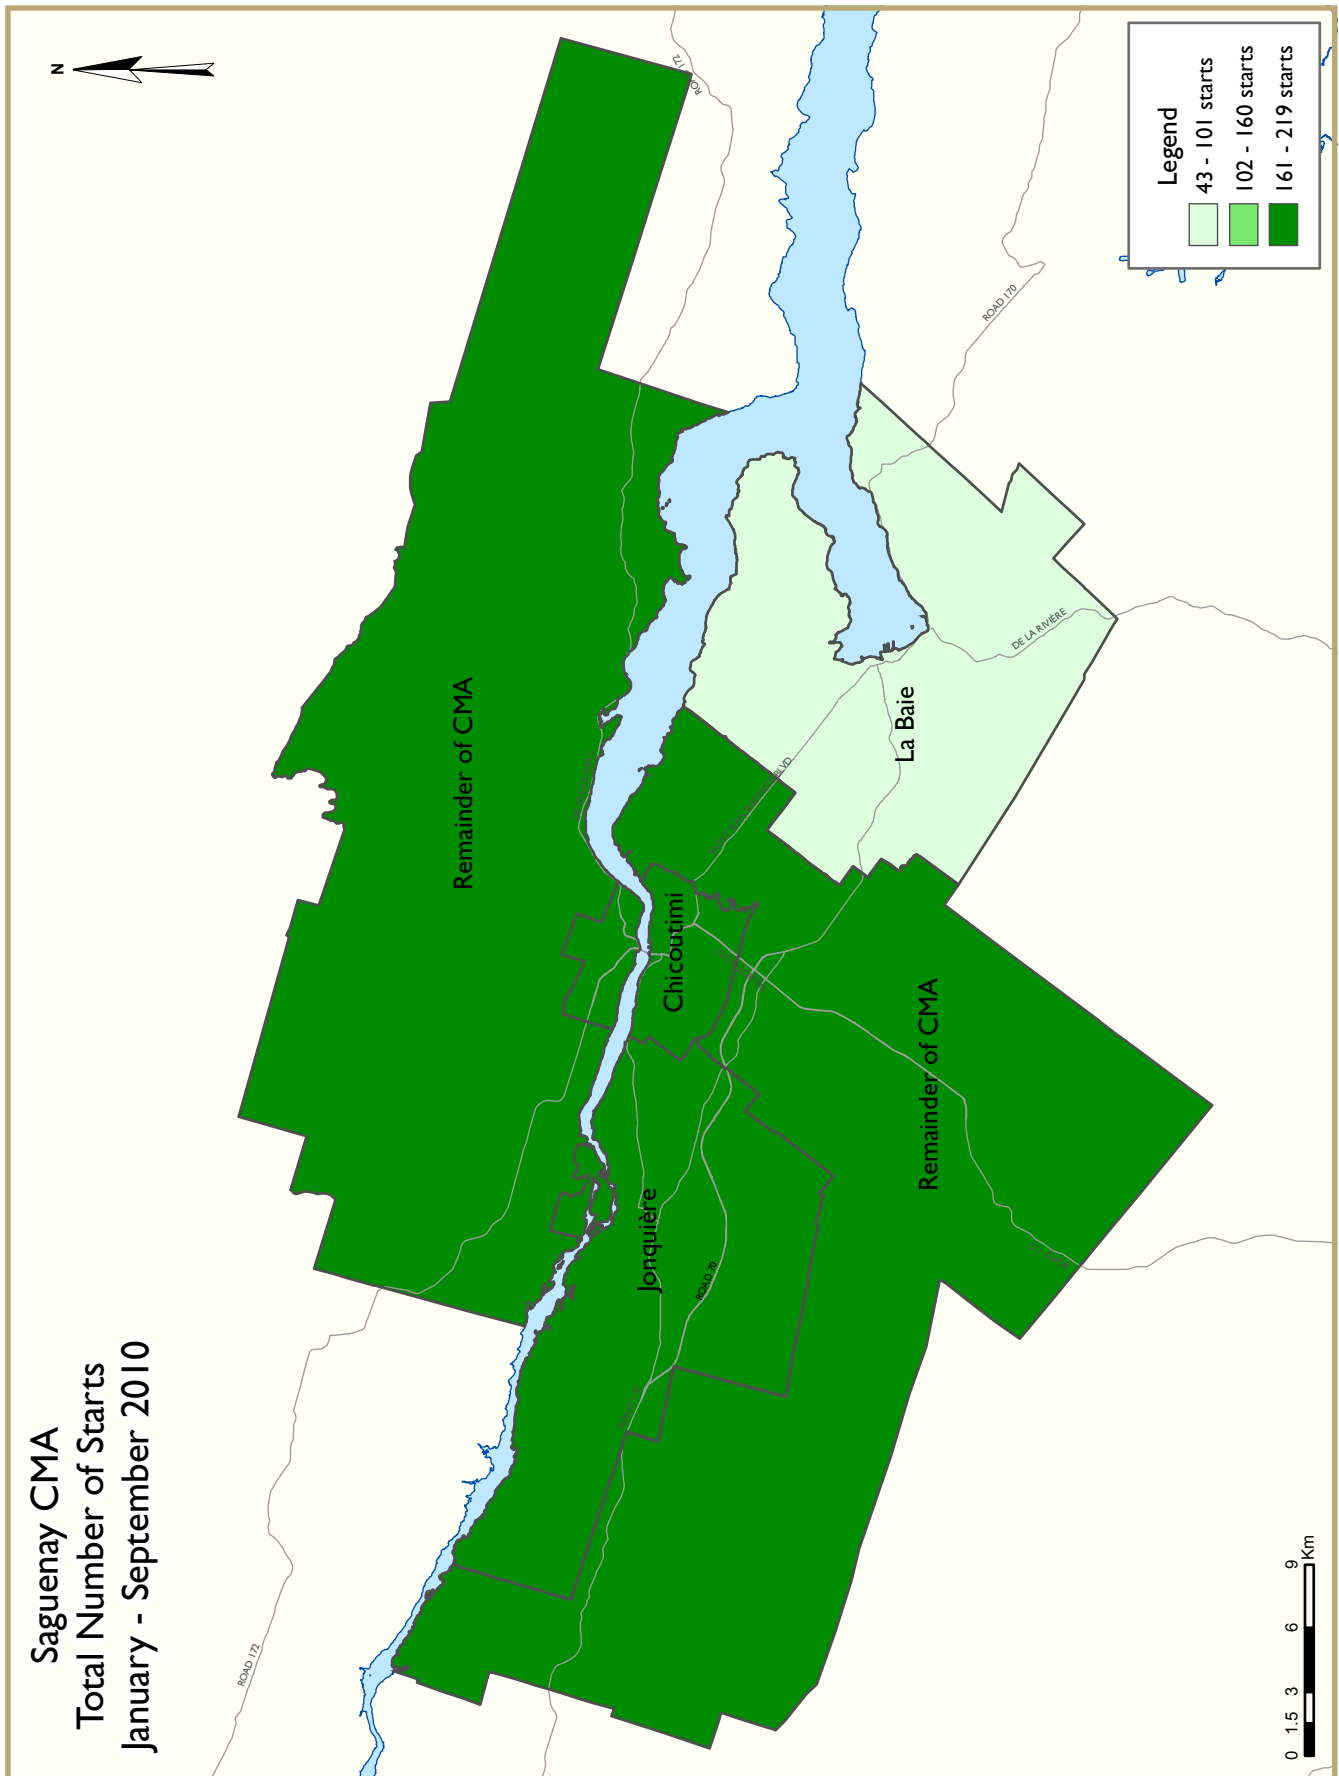 Saguenay CMA
Total Number of Starts
January - September 2010
N
ROAD 172
ROAD 172
Remainder of CMA
Chicoutimi
Jonquière
ROAD 70
BLVD
La Baie
DE LA RIVIÈRE
ROAD 170
Remainder of CMA
Legend
43 - 101 starts
102 - 160 starts
161 - 219 starts
0 1.5 3 6 9
Km